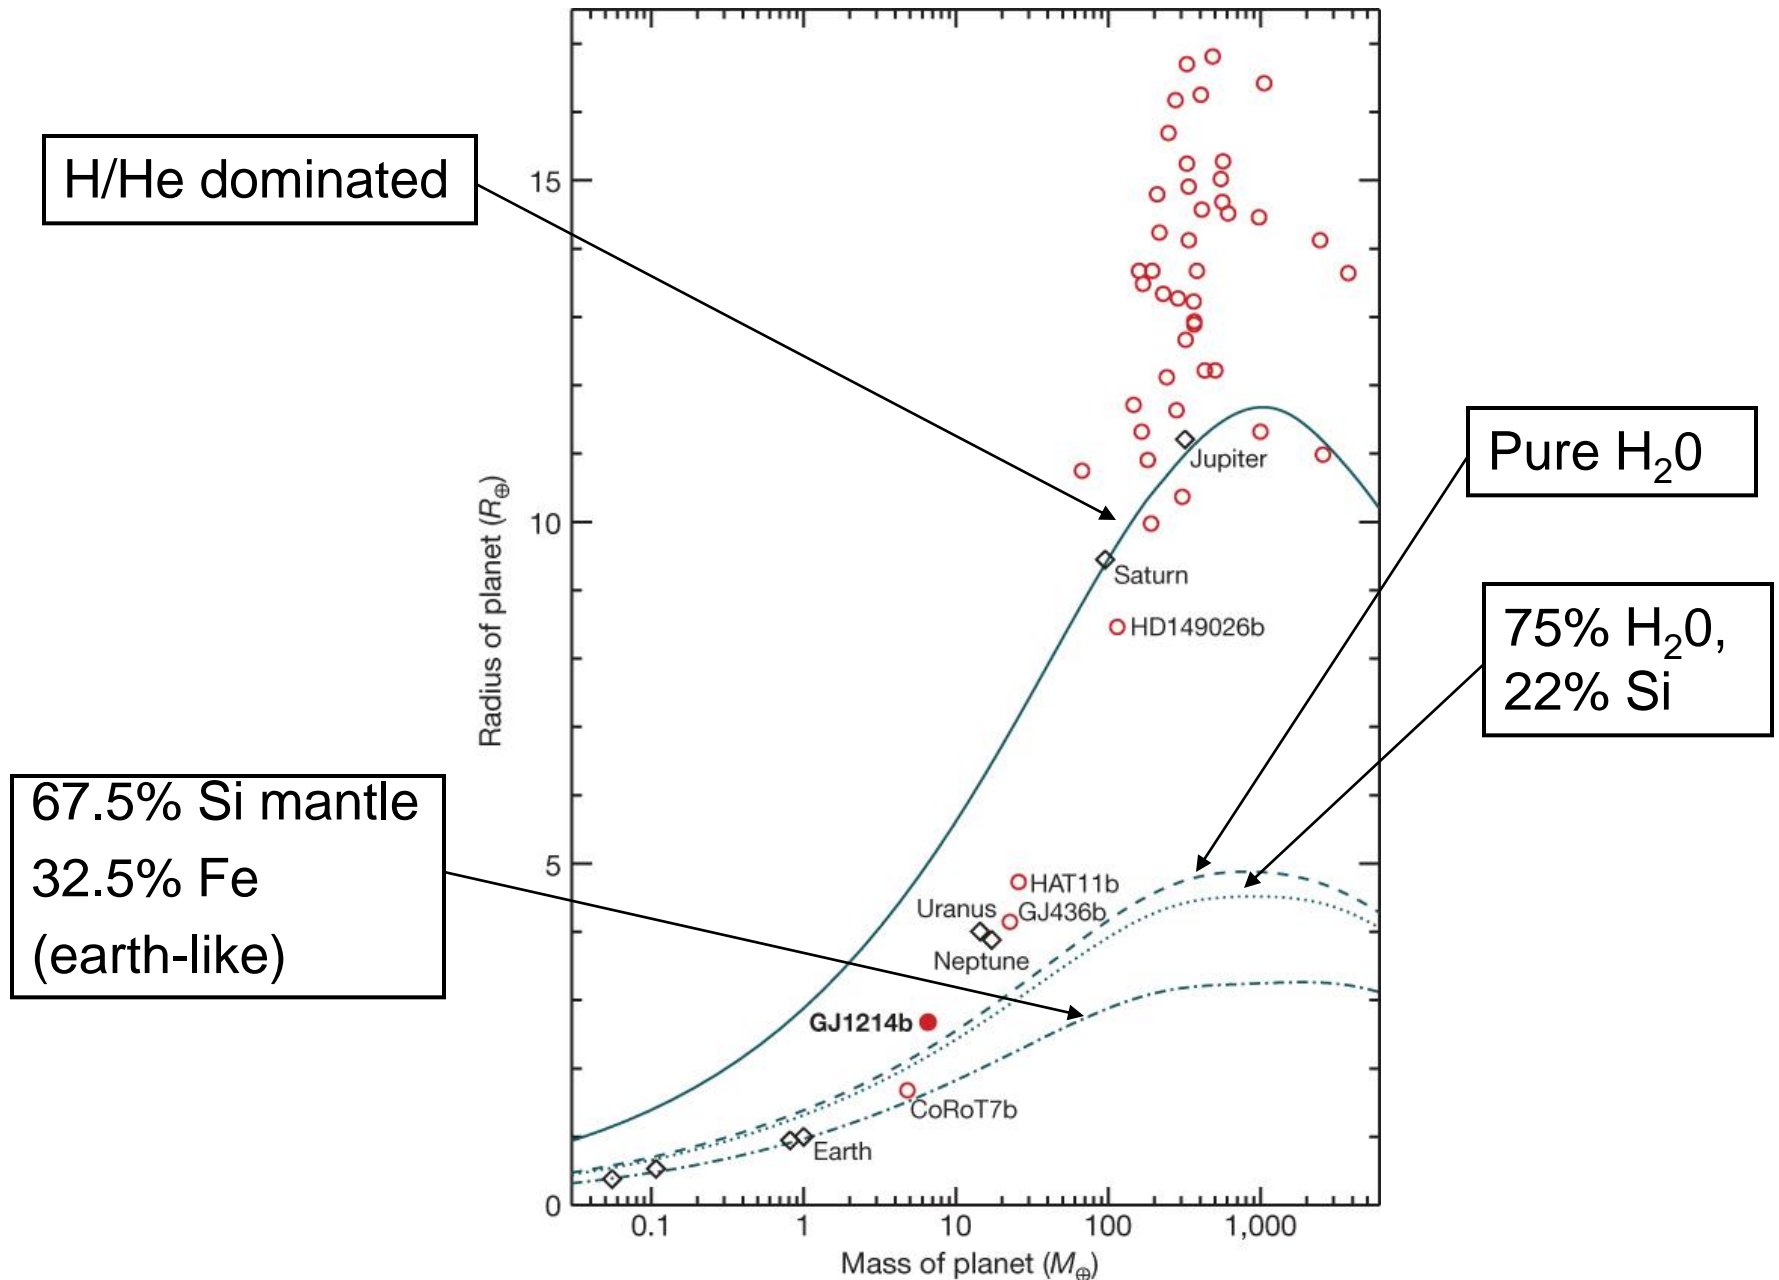 H/He dominated
Pure H₂0
75% H₂0,
22% Si
67.5% Si mantle
32.5% Fe
(earth-like)
Radius of planet (R⊕)
15
10
5
0
Jupiter
Saturn
HD149026b
HAT11b
Uranus
GJ436b
Neptune
GJ1214b
CoRoT7b
Earth
0.1
1
10
100
1,000
Mass of planet (M⊕)